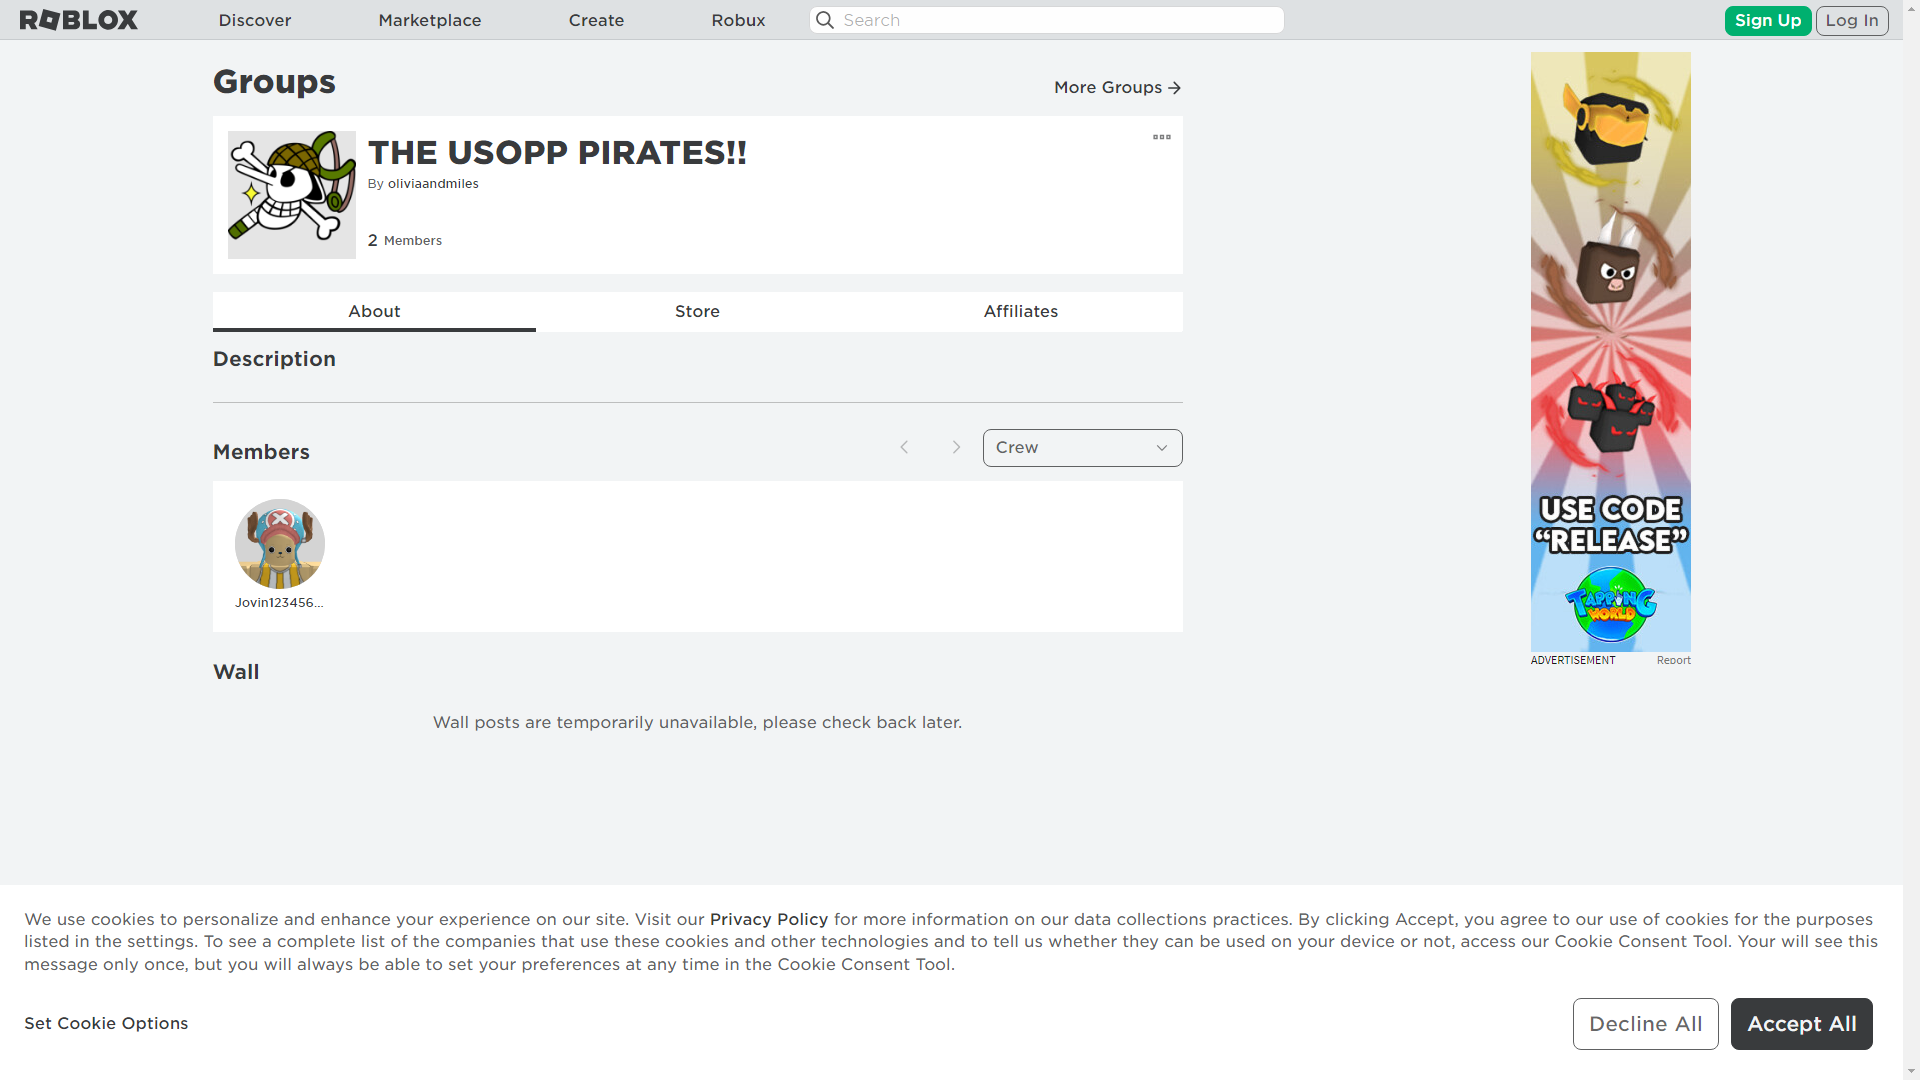 ROBLOX
Discover
Marketplace
Create
Robux
Search
Sign Up
Log In
Groups
More Groups
THE USOPP PIRATES!!
By oliviaandmiles
2 Members
About
Store
Affiliates
Description
Members
Crew
Jovin123456...
Wall
Wall posts are temporarily unavailable, please check back later.
USE CODE
“RELEASE”
TAPPING
WORLD
ADVERTISEMENT
Report
We use cookies to personalize and enhance your experience on our site. Visit our Privacy Policy for more information on our data collections practices. By clicking Accept, you agree to our use of cookies for the purposes
listed in the settings. To see a complete list of the companies that use these cookies and other technologies and to tell us whether they can be used on your device or not, access our Cookie Consent Tool. Your will see this
message only once, but you will always be able to set your preferences at any time in the Cookie Consent Tool.
Set Cookie Options
Decline All
Accept All